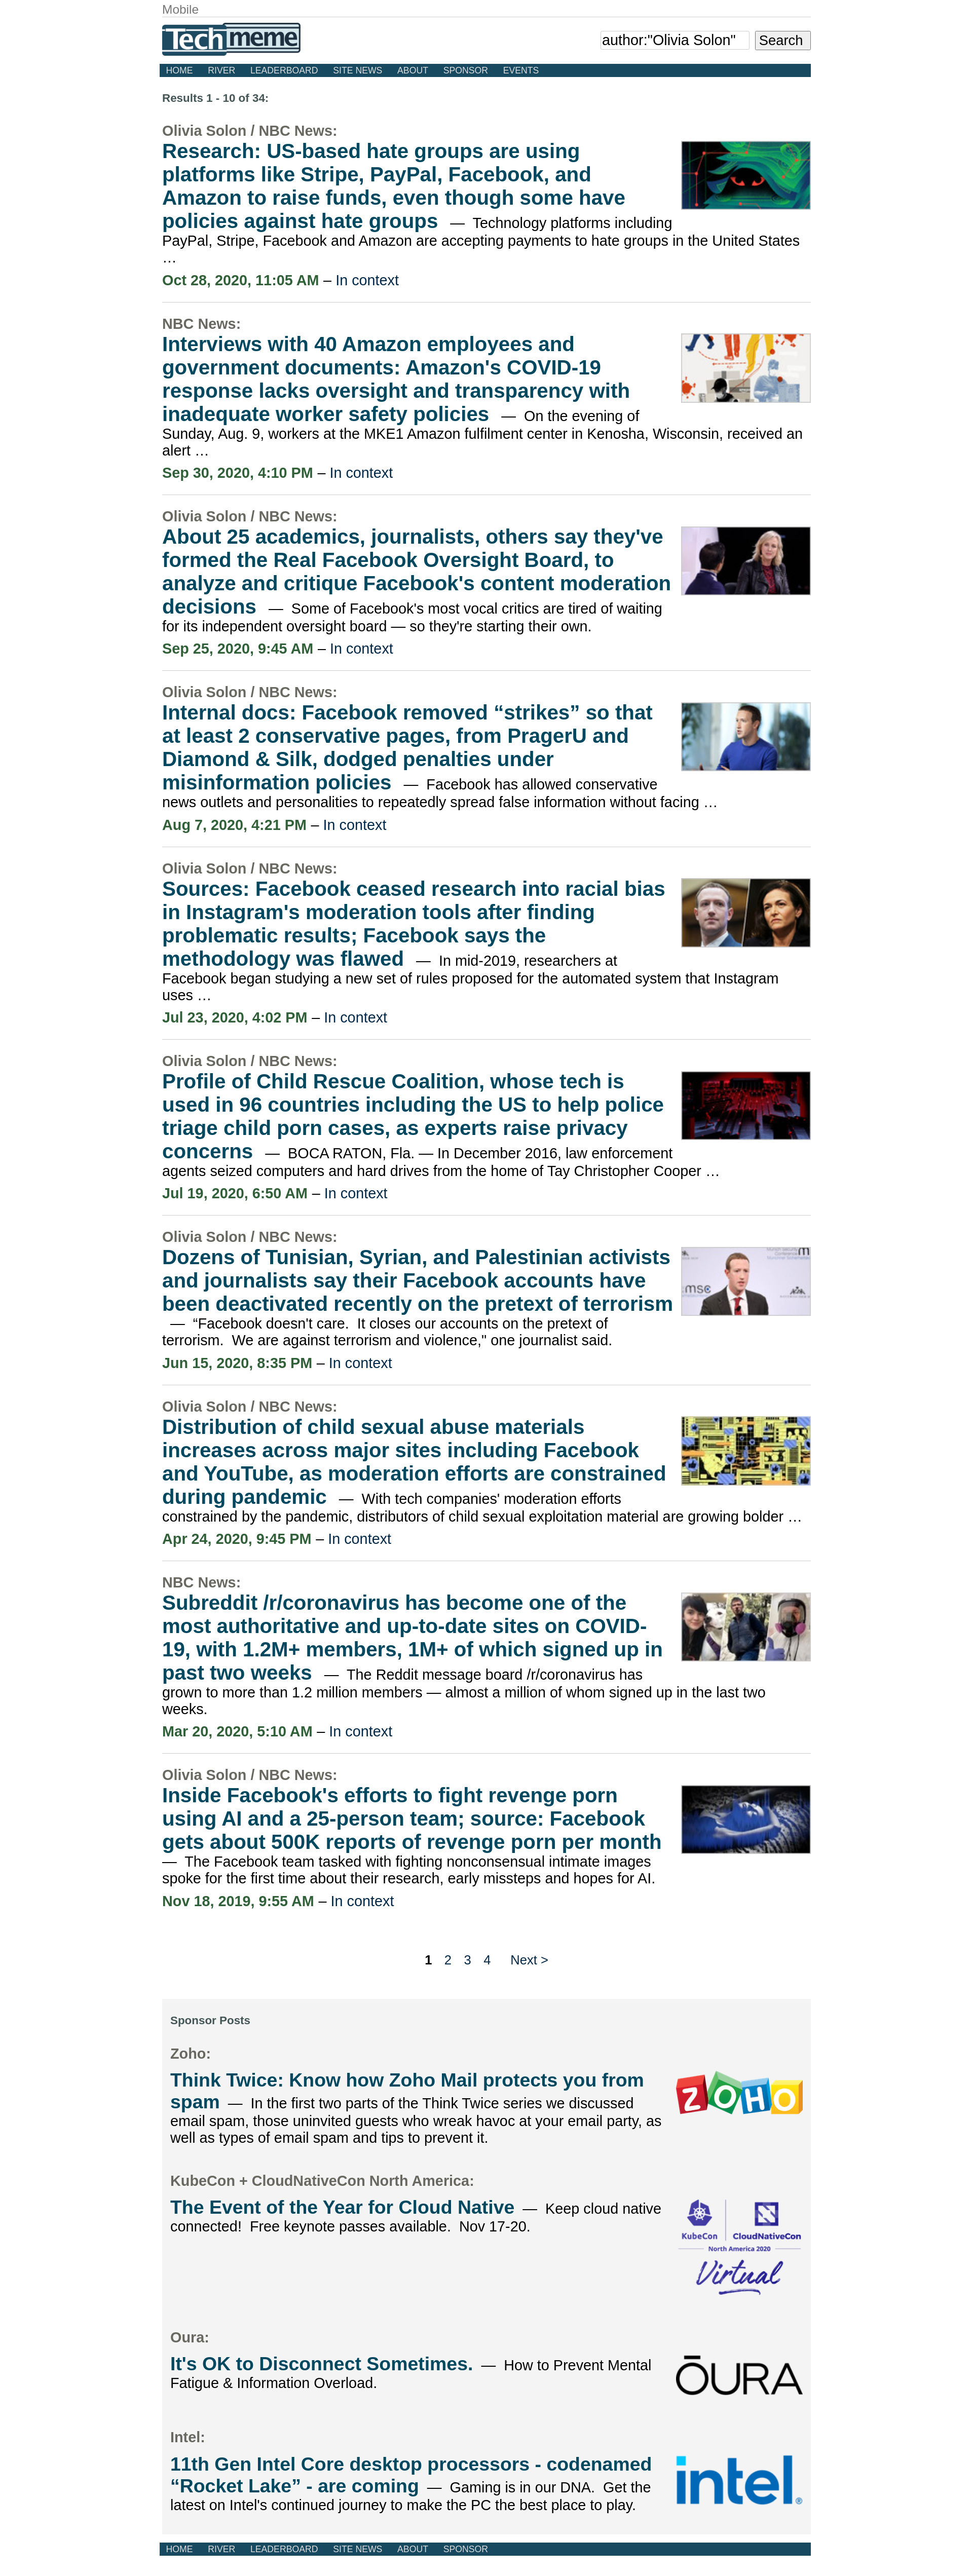 Mobile
Techmeme
author:"Olivia Solon"
Search
HOME RIVER LEADERBOARD SITE NEWS ABOUT SPONSOR EVENTS
Results 1 - 10 of 34:
Olivia Solon / NBC News:
Research: US-based hate groups are using
platforms like Stripe, PayPal, Facebook, and
Amazon to raise funds, even though some have
policies against hate groups — Technology platforms including
PayPal, Stripe, Facebook and Amazon are accepting payments to hate groups in the United States
…
Oct 28, 2020, 11:05 AM – In context
NBC News:
Interviews with 40 Amazon employees and
government documents: Amazon's COVID-19
response lacks oversight and transparency with
inadequate worker safety policies — On the evening of
Sunday, Aug. 9, workers at the MKE1 Amazon fulfilment center in Kenosha, Wisconsin, received an
alert …
Sep 30, 2020, 4:10 PM – In context
Olivia Solon / NBC News:
About 25 academics, journalists, others say they've
formed the Real Facebook Oversight Board, to
analyze and critique Facebook's content moderation
decisions — Some of Facebook's most vocal critics are tired of waiting
for its independent oversight board — so they're starting their own.
Sep 25, 2020, 9:45 AM – In context
Olivia Solon / NBC News:
Internal docs: Facebook removed “strikes” so that
at least 2 conservative pages, from PragerU and
Diamond & Silk, dodged penalties under
misinformation policies — Facebook has allowed conservative
news outlets and personalities to repeatedly spread false information without facing …
Aug 7, 2020, 4:21 PM – In context
Olivia Solon / NBC News:
Sources: Facebook ceased research into racial bias
in Instagram's moderation tools after finding
problematic results; Facebook says the
methodology was flawed — In mid-2019, researchers at
Facebook began studying a new set of rules proposed for the automated system that Instagram
uses …
Jul 23, 2020, 4:02 PM – In context
Olivia Solon / NBC News:
Profile of Child Rescue Coalition, whose tech is
used in 96 countries including the US to help police
triage child porn cases, as experts raise privacy
concerns — BOCA RATON, Fla. — In December 2016, law enforcement
agents seized computers and hard drives from the home of Tay Christopher Cooper …
Jul 19, 2020, 6:50 AM – In context
Olivia Solon / NBC News:
Dozens of Tunisian, Syrian, and Palestinian activists
and journalists say their Facebook accounts have
been deactivated recently on the pretext of terrorism
— “Facebook doesn't care. It closes our accounts on the pretext of
terrorism. We are against terrorism and violence," one journalist said.
Jun 15, 2020, 8:35 PM – In context
Olivia Solon / NBC News:
Distribution of child sexual abuse materials
increases across major sites including Facebook
and YouTube, as moderation efforts are constrained
during pandemic — With tech companies' moderation efforts
constrained by the pandemic, distributors of child sexual exploitation material are growing bolder …
Apr 24, 2020, 9:45 PM – In context
NBC News:
Subreddit /r/coronavirus has become one of the
most authoritative and up-to-date sites on COVID-
19, with 1.2M+ members, 1M+ of which signed up in
past two weeks — The Reddit message board /r/coronavirus has
grown to more than 1.2 million members — almost a million of whom signed up in the last two
weeks.
Mar 20, 2020, 5:10 AM – In context
Olivia Solon / NBC News:
Inside Facebook's efforts to fight revenge porn
using AI and a 25-person team; source: Facebook
gets about 500K reports of revenge porn per month
— The Facebook team tasked with fighting nonconsensual intimate images
spoke for the first time about their research, early missteps and hopes for AI.
Nov 18, 2019, 9:55 AM – In context
1 2 3 4 Next >
Sponsor Posts
Zoho:
Think Twice: Know how Zoho Mail protects you from
spam — In the first two parts of the Think Twice series we discussed
email spam, those uninvited guests who wreak havoc at your email party, as
well as types of email spam and tips to prevent it.
ZOHO
KubeCon + CloudNativeCon North America:
The Event of the Year for Cloud Native — Keep cloud native
connected! Free keynote passes available. Nov 17-20.
KubeCon CloudNativeCon
North America 2020
Virtual
Oura:
It's OK to Disconnect Sometimes. — How to Prevent Mental
Fatigue & Information Overload.
ŌURA
Intel:
11th Gen Intel Core desktop processors - codenamed
“Rocket Lake” - are coming — Gaming is in our DNA. Get the
latest on Intel's continued journey to make the PC the best place to play.
intel.
HOME RIVER LEADERBOARD SITE NEWS ABOUT SPONSOR